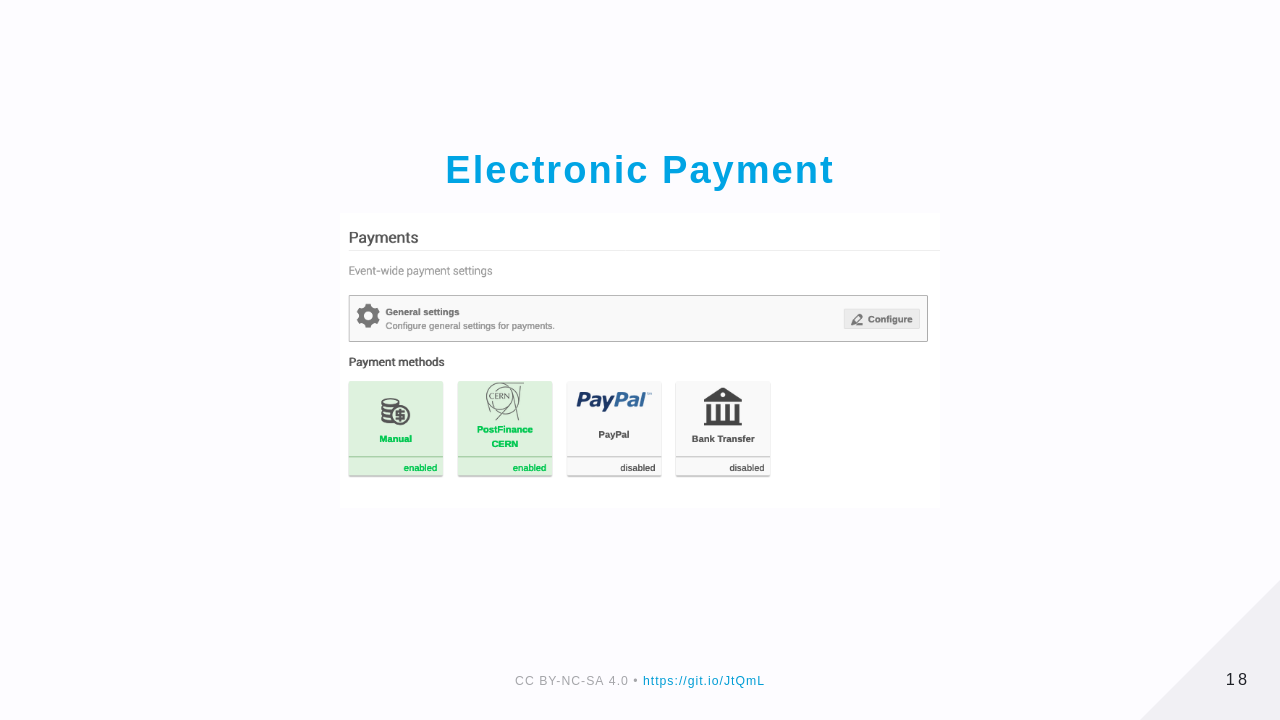 Electronic Payment
Payments
Event-wide payment settings
General settings
Configure general settings for payments.
Configure
Payment methods
CERN
Manual
enabled
PostFinance
CERN
enabled
PayPal™
PayPal
disabled
Bank Transfer
disabled
CC BY-NC-SA 4.0 • https://git.io/JtQmL
18